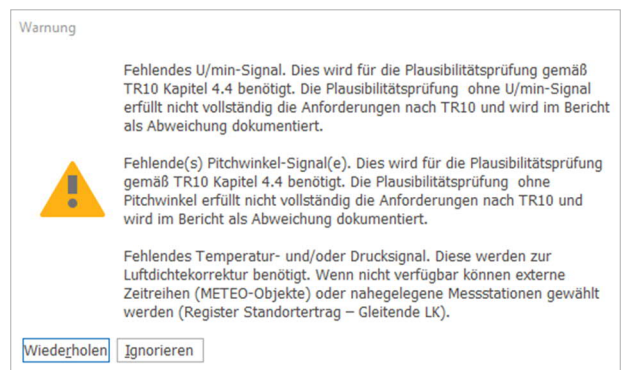 Warnung
Fehlendes U/min-Signal. Dies wird für die Plausibilitätsprüfung gemäß
TR10 Kapitel 4.4 benötigt. Die Plausibilitätsprüfung  ohne U/min-Signal
erfüllt nicht vollständig die Anforderungen nach TR10 und wird im Bericht
als Abweichung dokumentiert.
Fehlende(s) Pitchwinkel-Signal(e). Dies wird für die Plausibilitätsprüfung
gemäß TR10 Kapitel 4.4 benötigt. Die Plausibilitätsprüfung  ohne
Pitchwinkel erfüllt nicht vollständig die Anforderungen nach TR10 und
wird im Bericht als Abweichung dokumentiert.
Fehlendes Temperatur- und/oder Drucksignal. Diese werden zur
Luftdichtekorrektur benötigt. Wenn nicht verfügbar können externe
Zeitreihen (METEO-Objekte) oder nahegelegene Messstationen gewählt
werden (Register Standortertrag – Gleitende LK).
Wiederholen Ignorieren